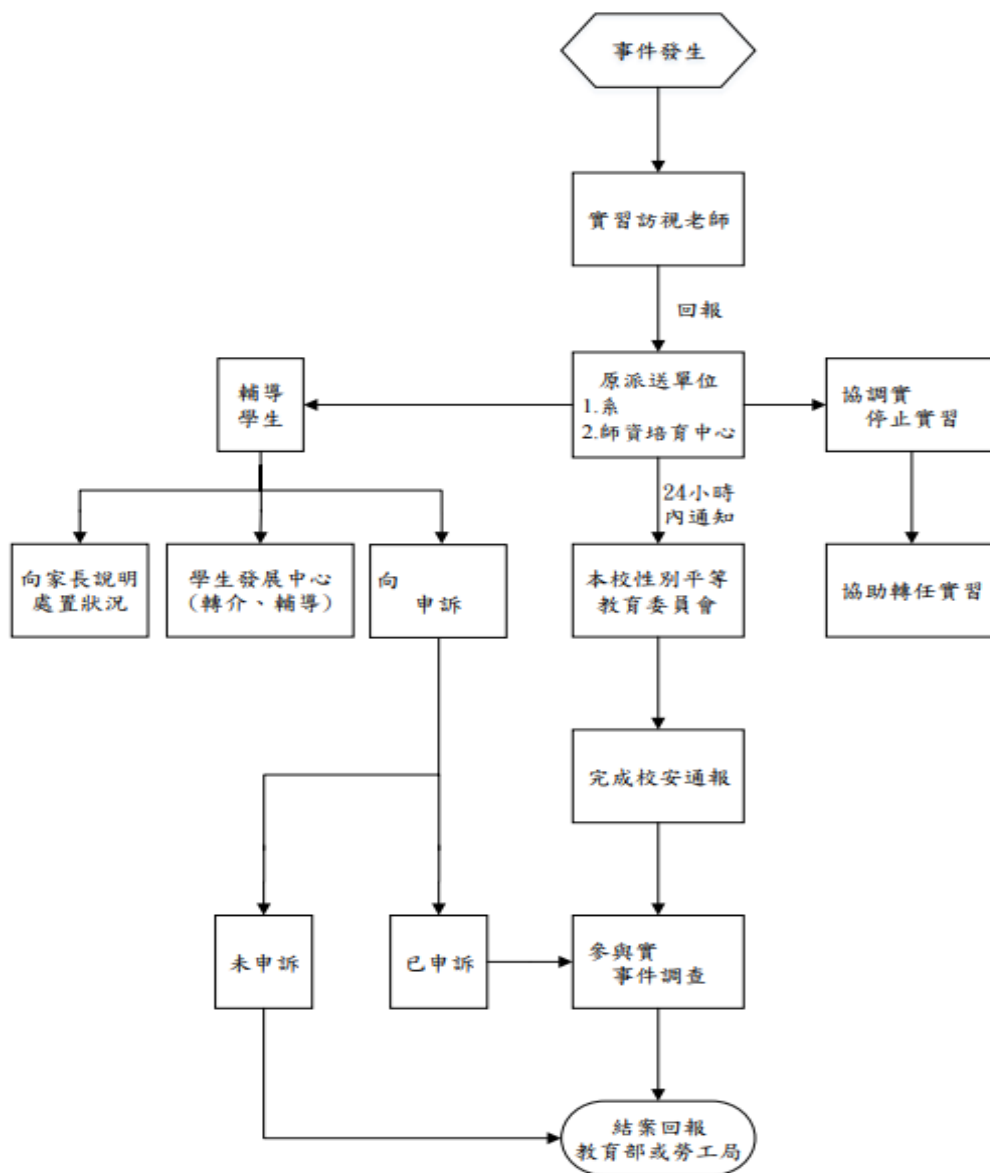 事件發生
實習訪視老師
回報
原派送單位
1.系
2.師資培育中心
輔導
學生
協調實
停止實習
24小時
內通知
向家長說明
處置狀況
學生發展中心
(轉介、輔導)
向
申訴
本校性別平等
教育委員會
協助轉任實習
完成校安通報
未申訴
已申訴
參與實
事件調查
結案回報
教育部或勞工局